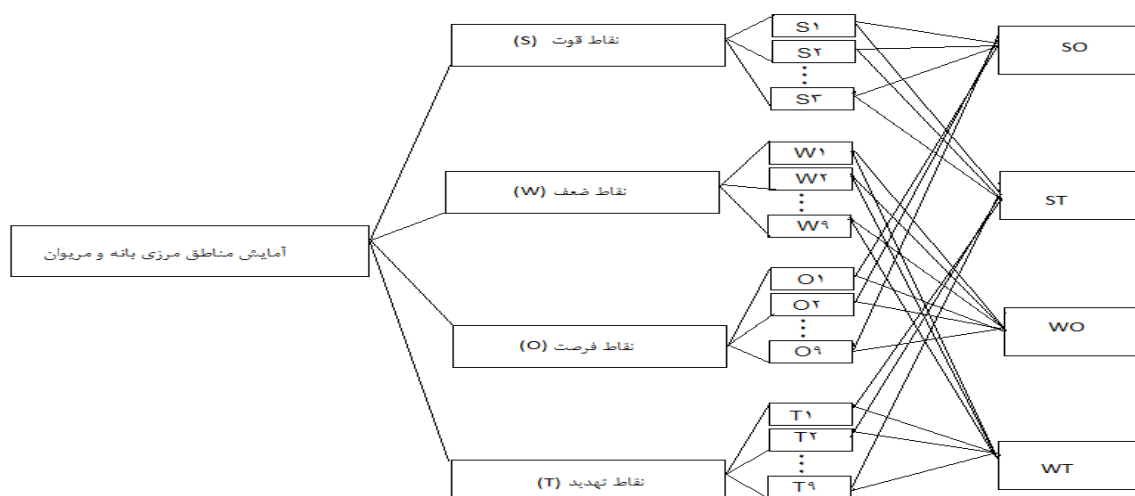 آمایش مناطق مرزی بانه و مریوان
نقاط قوت (S)
نقاط ضعف (W)
نقاط فرصت (O)
نقاط تهدید (T)
S۱
S۲
S۳
W۱
W۲
W۹
O۱
O۲
O۹
T۱
T۲
T۹
SO
ST
WO
WT